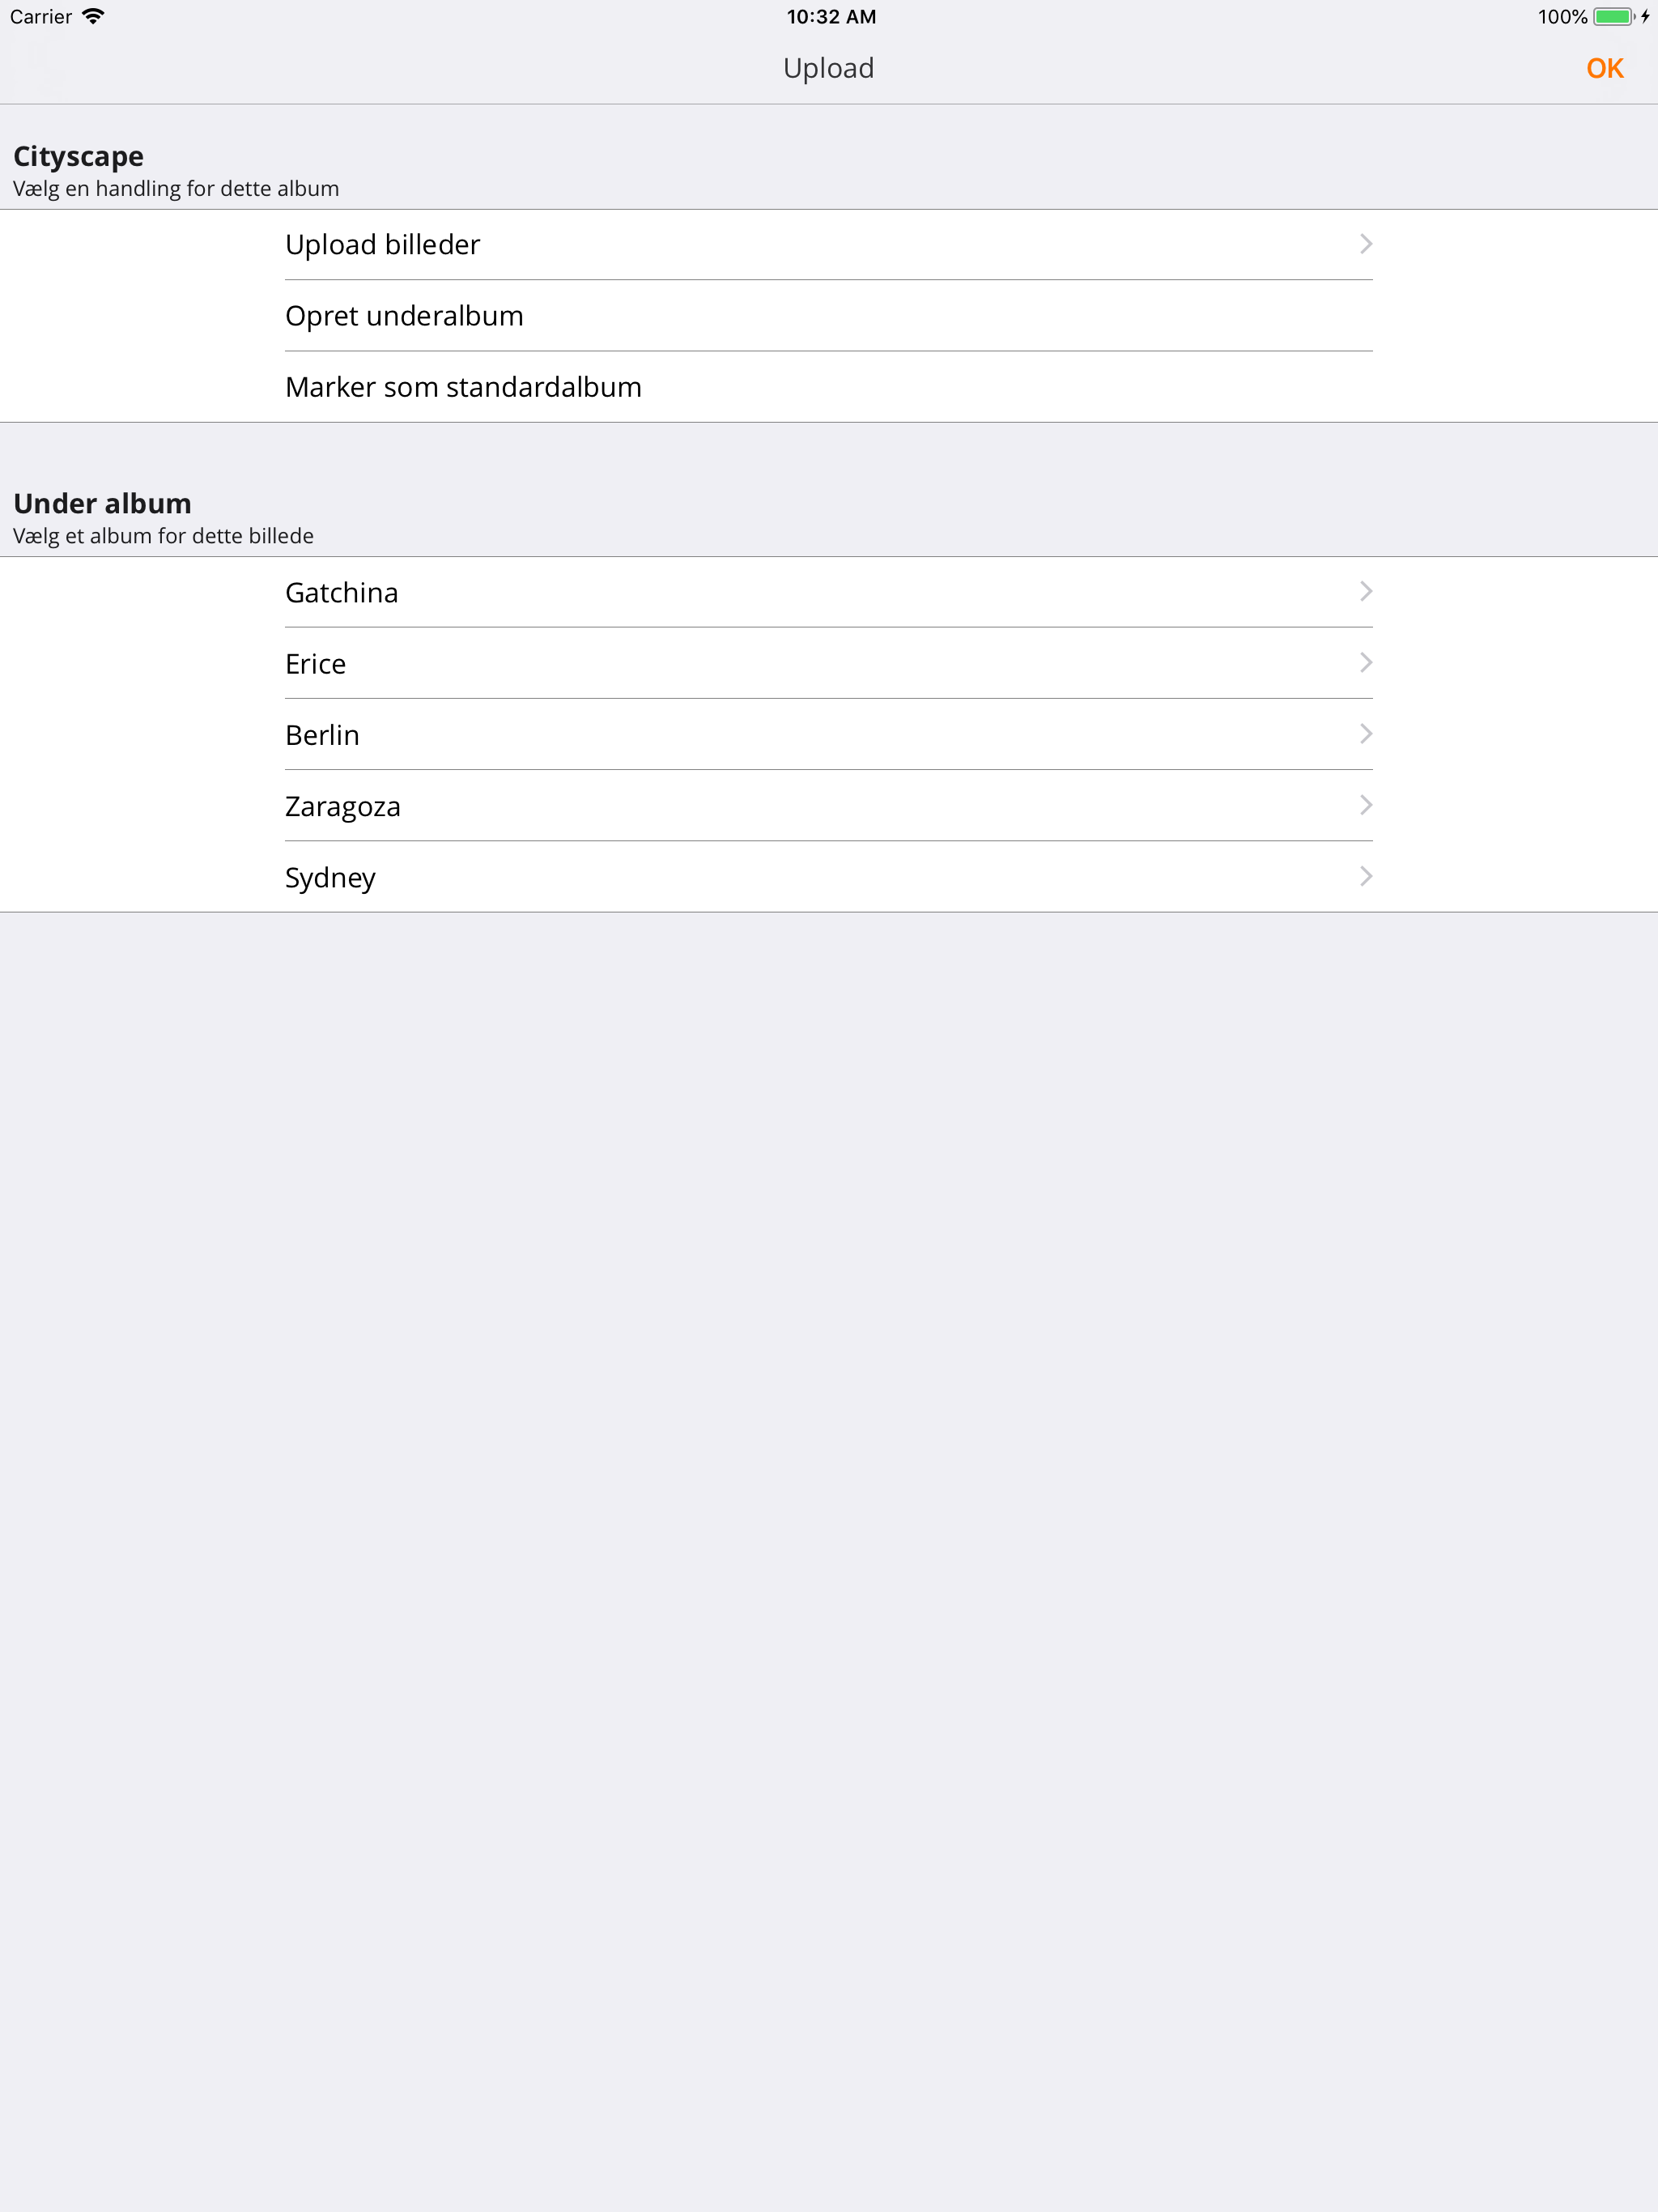 Carrier 10:32 AM 100%
Upload OK
Cityscape
Vælg en handling for dette album
Upload billeder
Opret underalbum
Marker som standardalbum
Under album
Vælg et album for dette billede
Gatchina
Erice
Berlin
Zaragoza
Sydney